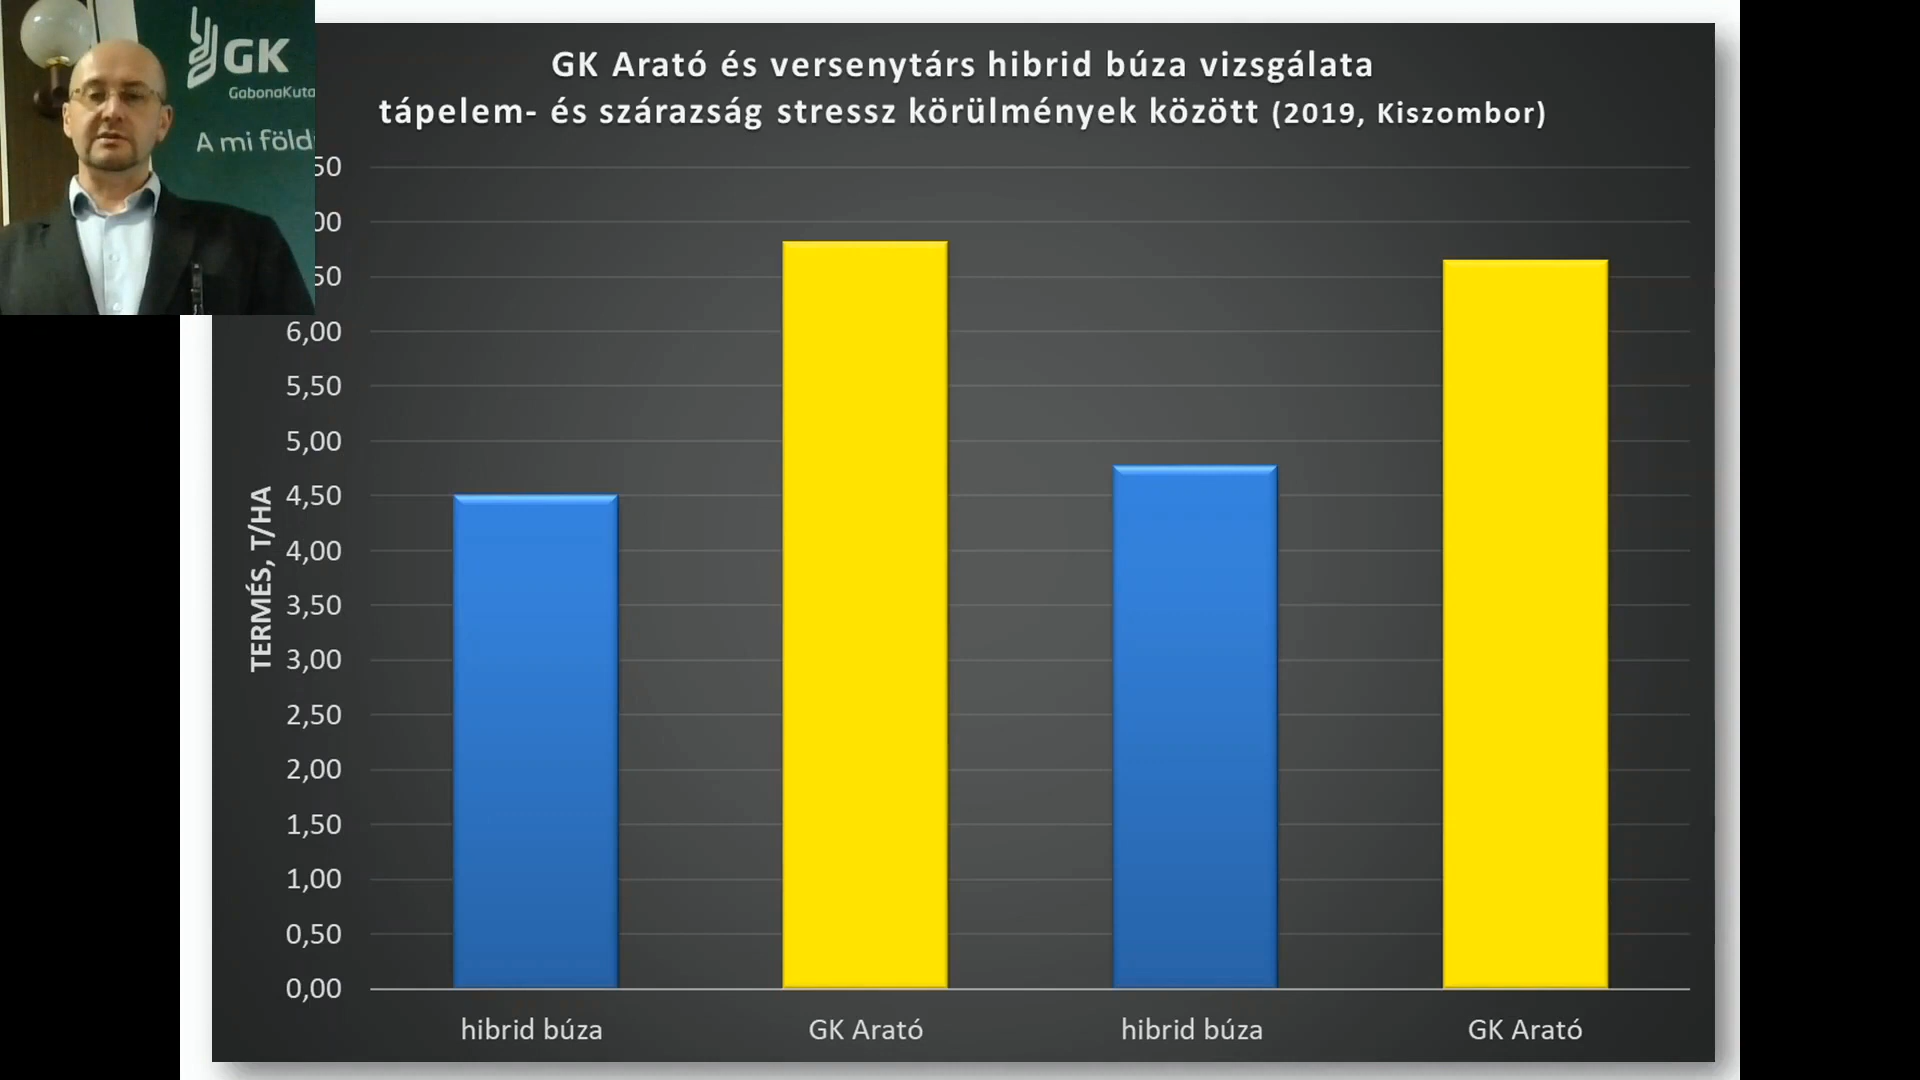 GK
GabonaKuta
A mi föld
GK Arató és versenytárs hibrid búza vizsgálata
tápelem- és szárazság stressz körülmények között (2019, Kiszombor)
50
00
50
6,00
5,50
5,00
4,50
4,00
3,50
3,00
2,50
2,00
1,50
1,00
0,50
0,00
TERMÉS, T/HA
hibrid búza
GK Arató
hibrid búza
GK Arató